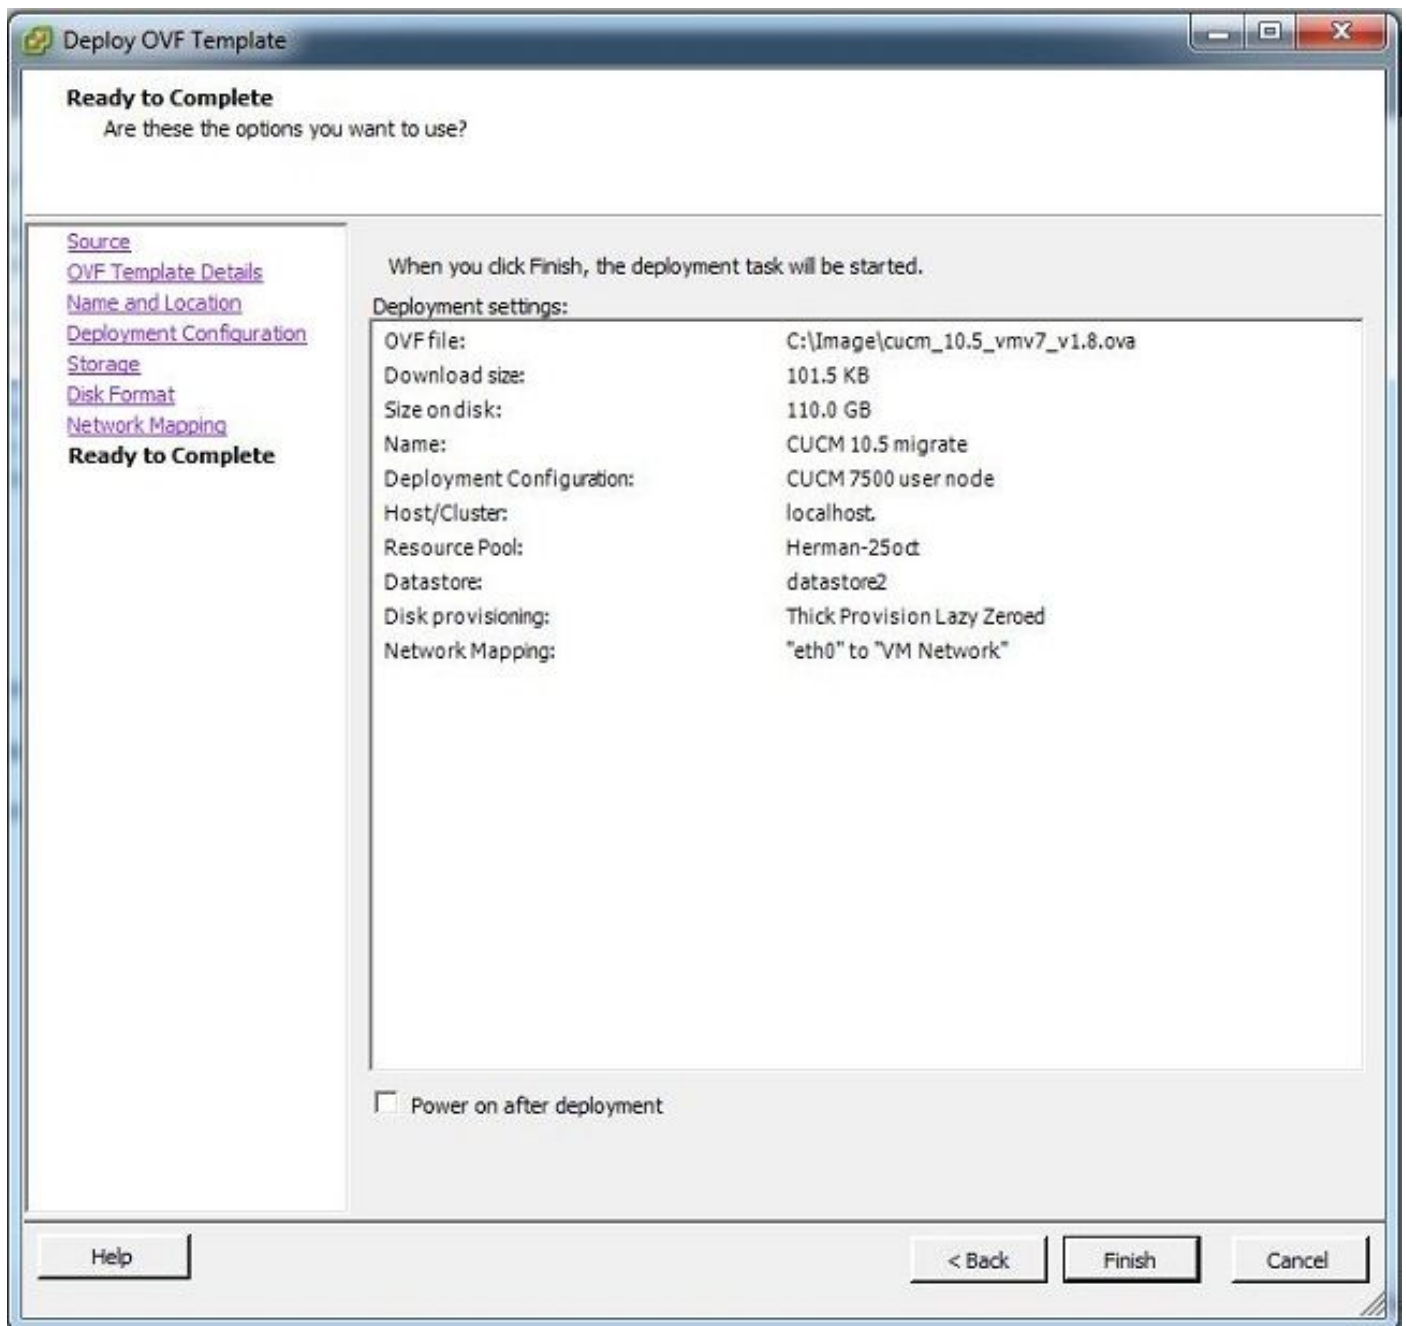 Deploy OVF Template
Ready to Complete
Are these the options you want to use?
Source
OVF Template Details
Name and Location
Deployment Configuration
Storage
Disk Format
Network Mapping
Ready to Complete
When you click Finish, the deployment task will be started.
Deployment settings:
OVF file: C:\Image\cucm_10.5_vmv7_v1.8.ova
Download size: 101.5 KB
Size on disk: 110.0 GB
Name: CUCM 10.5 migrate
Deployment Configuration: CUCM 7500 user node
Host/Cluster: localhost.
Resource Pool: Herman-25oct
Datastore: datastore2
Disk provisioning: Thick Provision Lazy Zeroed
Network Mapping: "eth0" to "VM Network"
Power on after deployment
Help < Back Finish Cancel